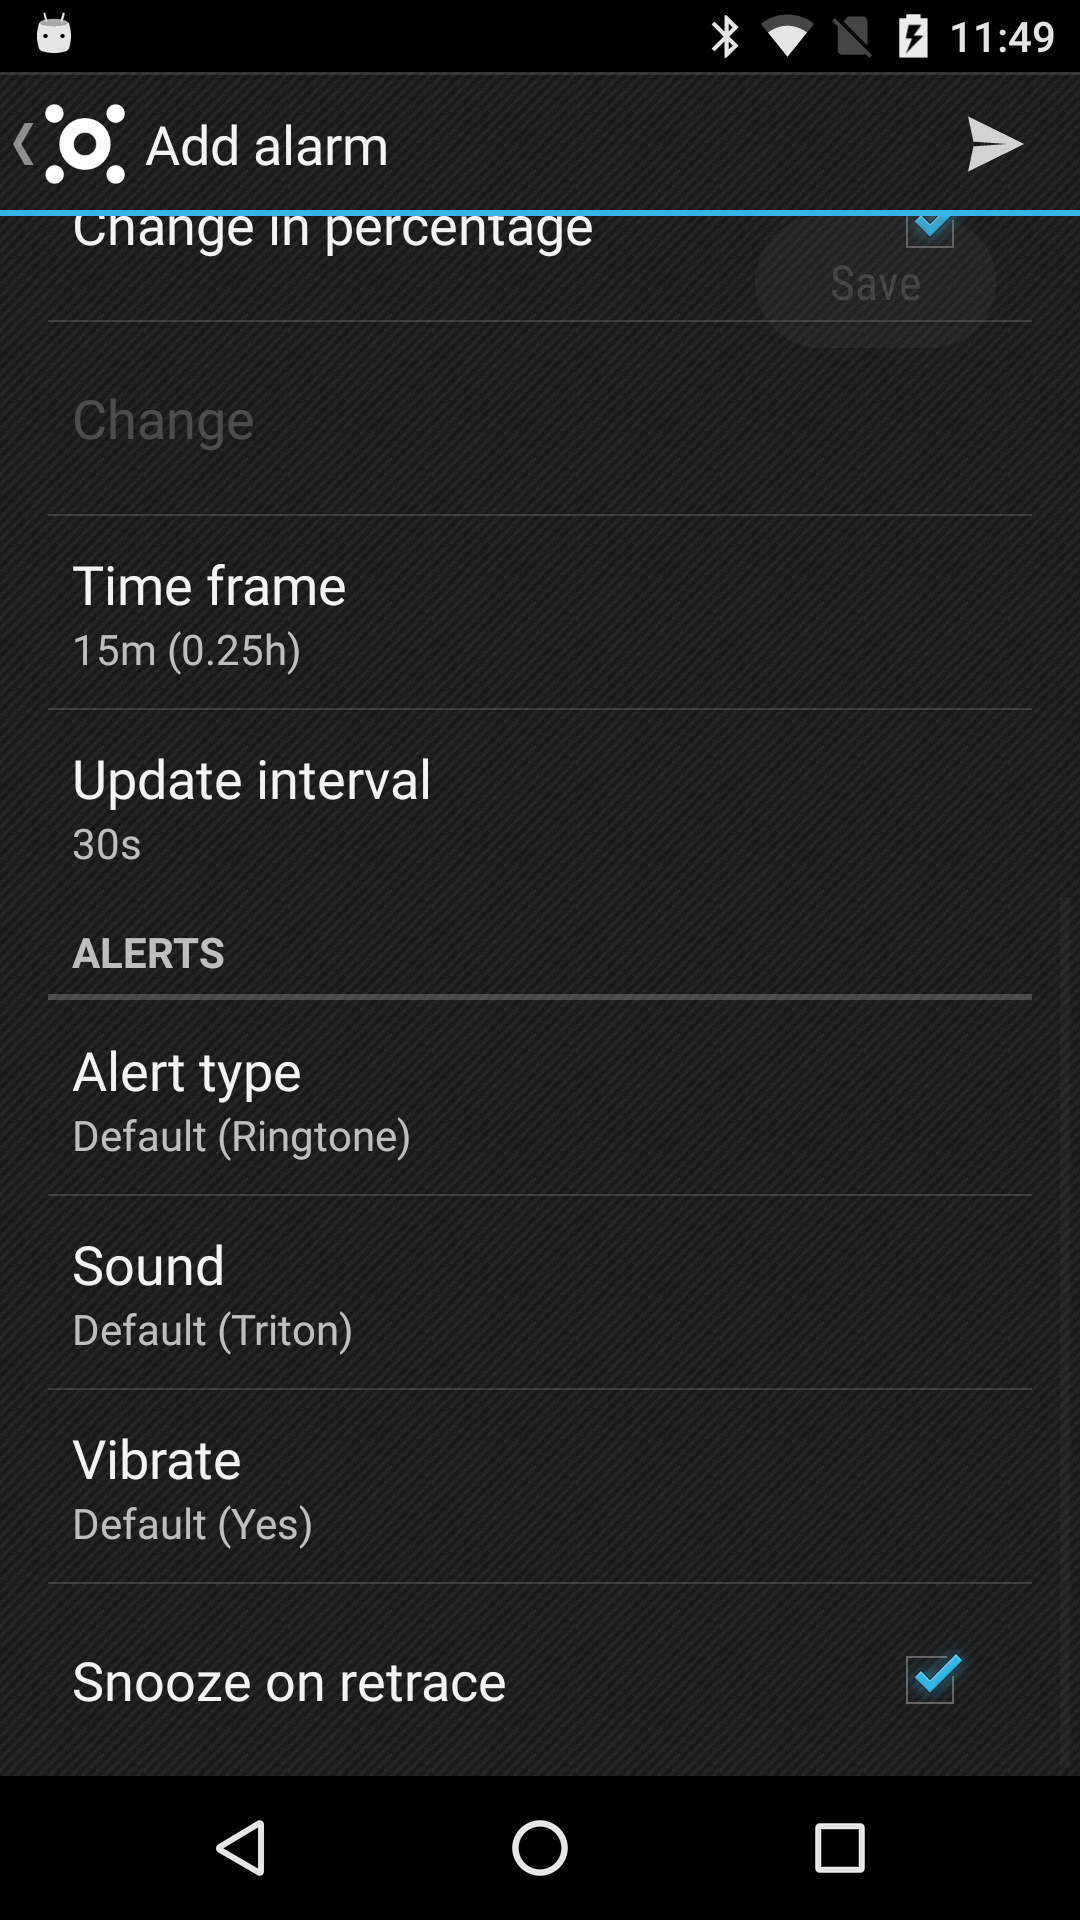 11:49
Add alarm
Change in percentage
Save
Change
Time frame
15m (0.25h)
Update interval
30s
ALERTS
Alert type
Default (Ringtone)
Sound
Default (Triton)
Vibrate
Default (Yes)
Snooze on retrace